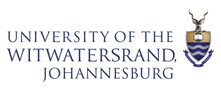 UNIVERSITY OF THE
WITWATERSRAND,
JOHANNESBURG